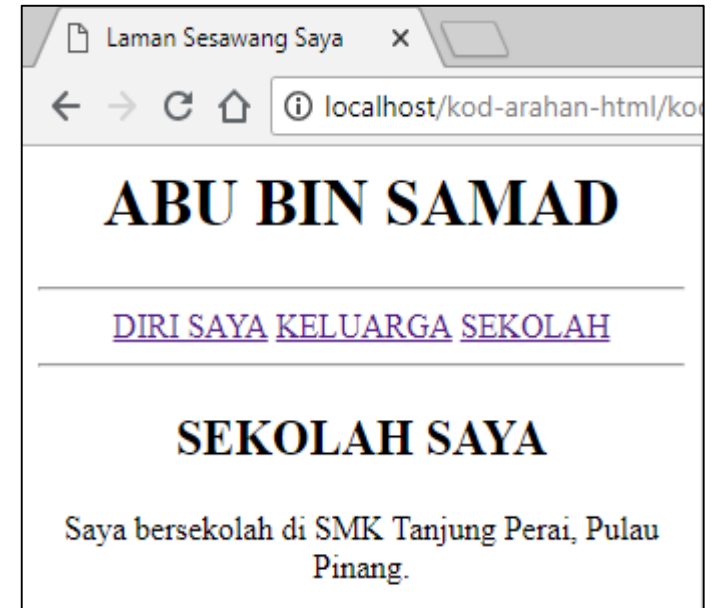 Laman Sesawang Saya
localhost/kod-arahan-html/ko
ABU BIN SAMAD
DIRI SAYA KELUARGA SEKOLAH
SEKOLAH SAYA
Saya bersekolah di SMK Tanjung Perai, Pulau
Pinang.